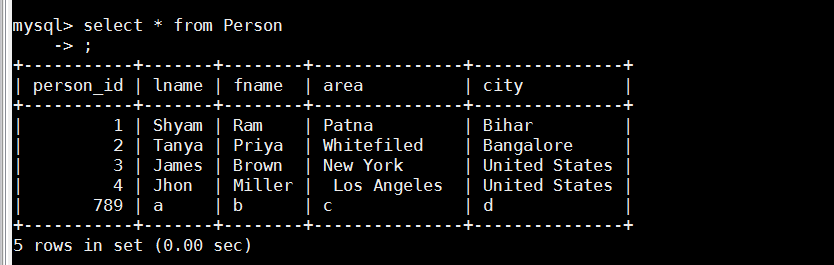 mysql> select * from Person
    -> ;
+-----------+-------+--------+---------------+---------------+
| person_id | lname | fname  | area          | city          |
+-----------+-------+--------+---------------+---------------+
|         1 | Shyam | Ram    | Patna         | Bihar         |
|         2 | Tanya | Priya  | Whitefiled    | Bangalore     |
|         3 | James | Brown  | New York      | United States |
|         4 | Jhon  | Miller |  Los Angeles  | United States |
|       789 | a     | b      | c             | d             |
+-----------+-------+--------+---------------+---------------+
5 rows in set (0.00 sec)